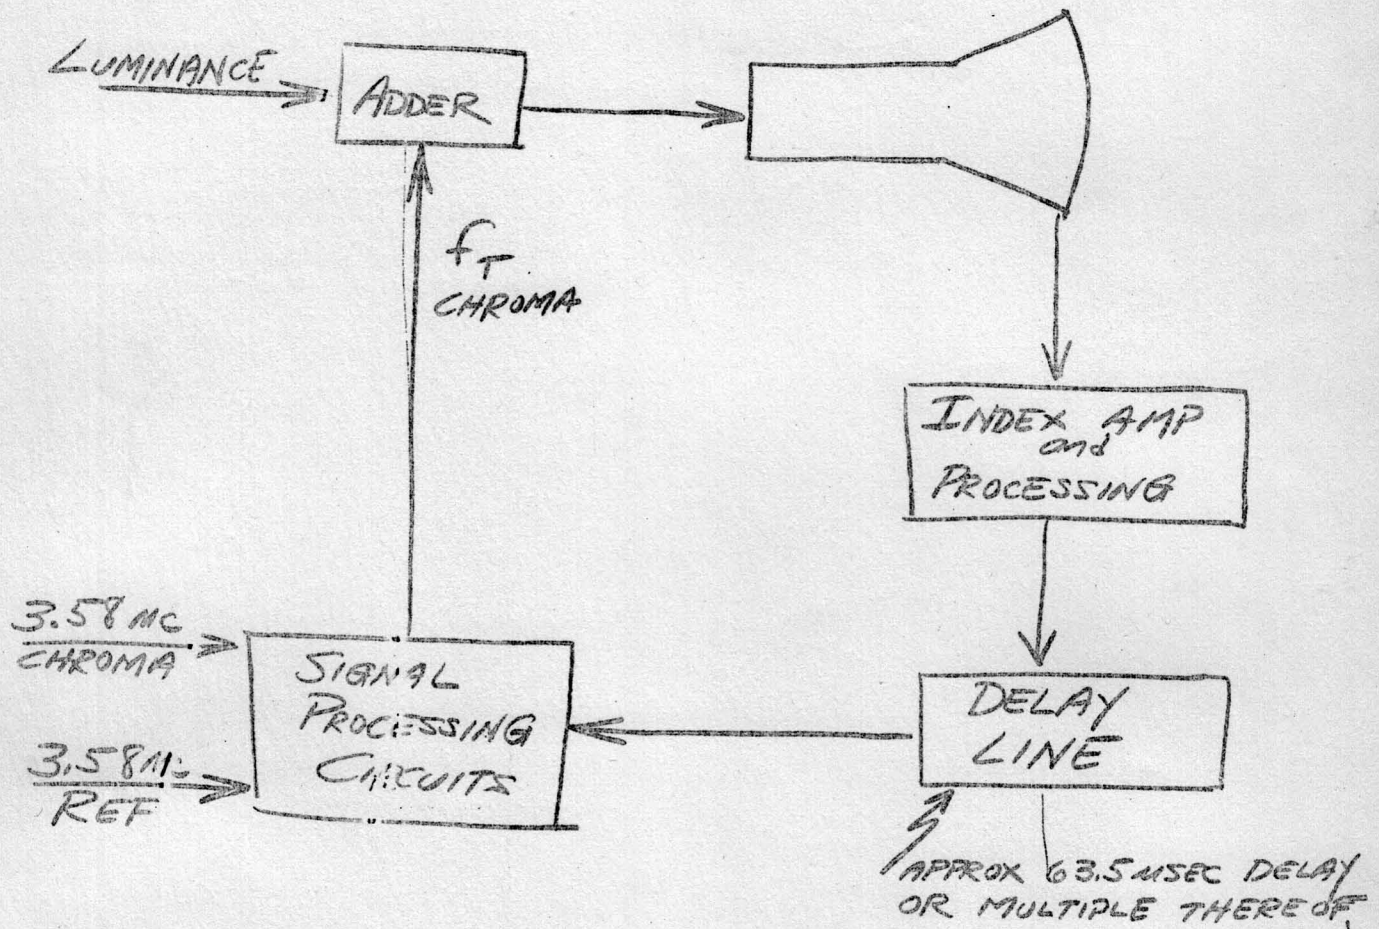 LUMINANCE
ADDER
fT
CHROMA
INDEX AMP
and
PROCESSING
3.58 MC
CHROMA
SIGNAL
PROCESSING
CIRCUITS
3.58 MC
REF
DELAY
LINE
APPROX 63.5 µSEC DELAY
OR MULTIPLE THEREOF.